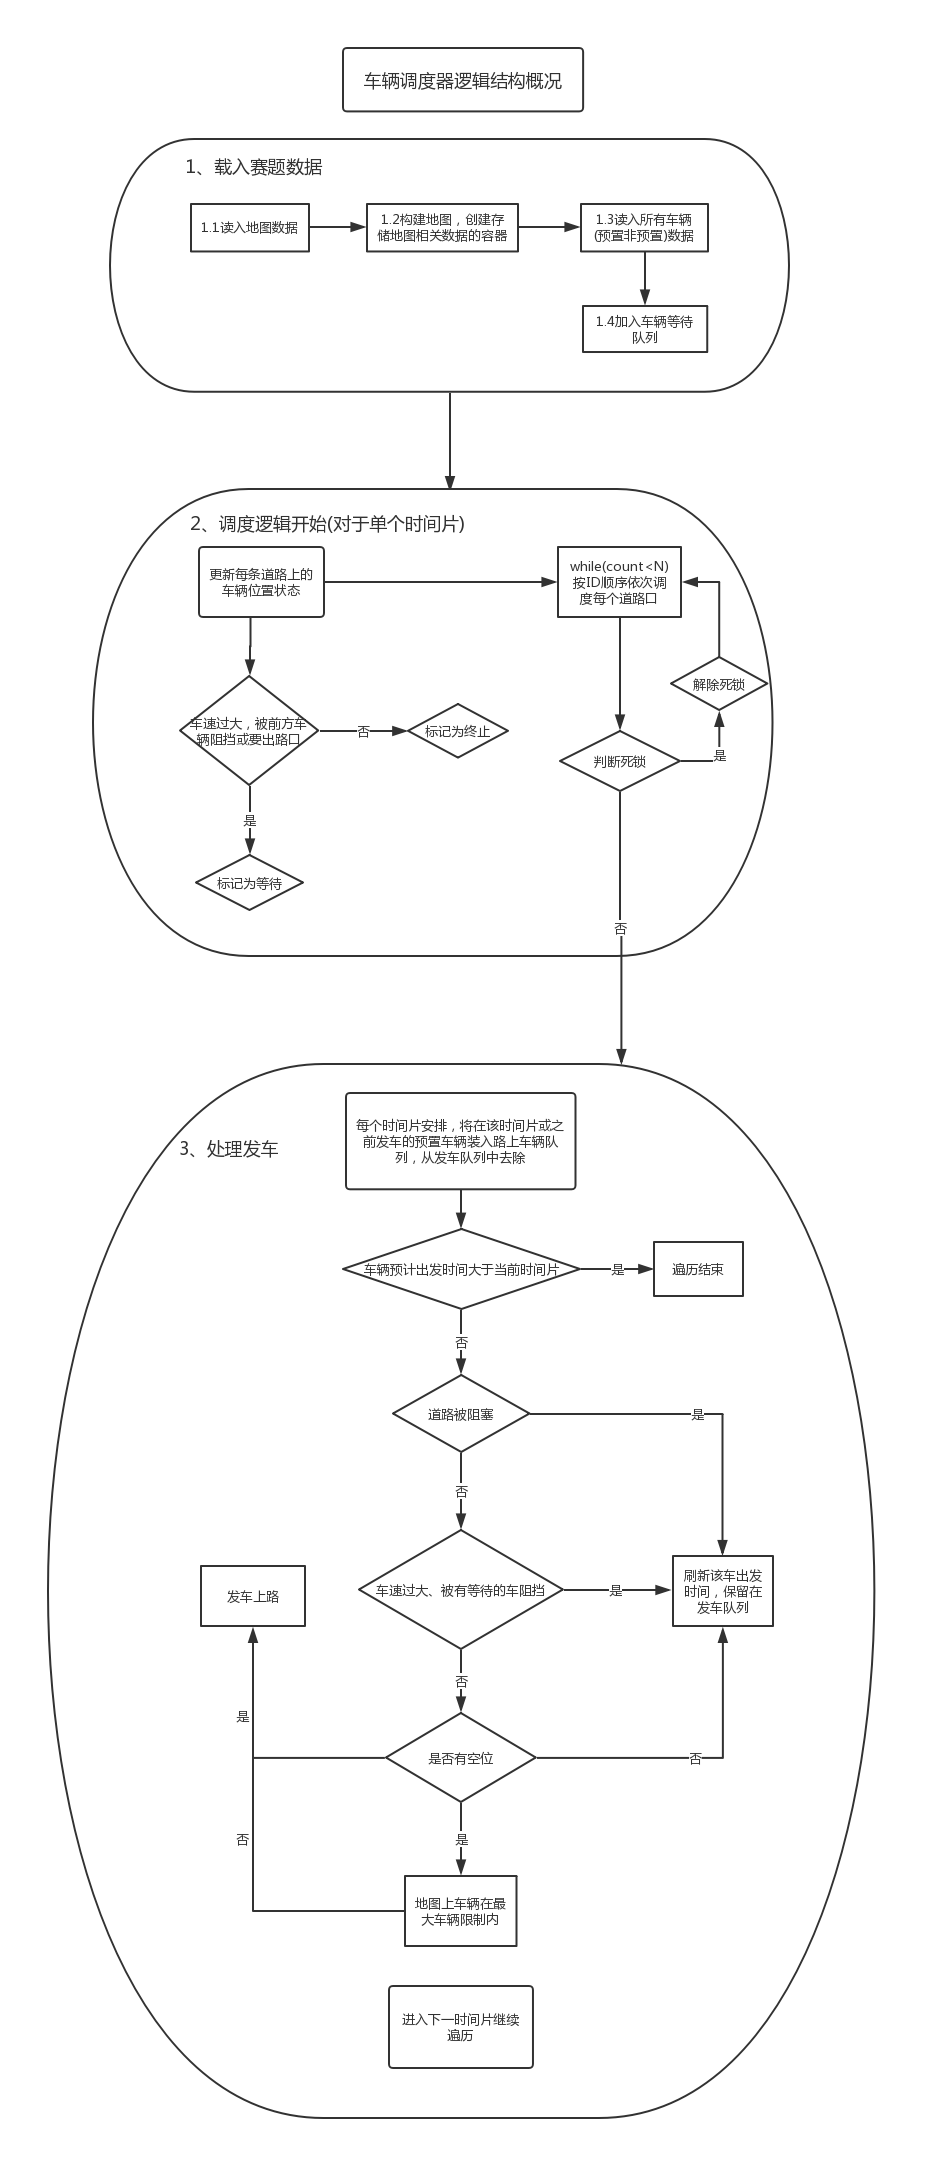 车辆调度器逻辑结构概况
1、载入赛题数据
1.1读入地图数据
1.2构建地图，创建存
储地图相关数据的容器
1.3读入所有车辆
(预置非预置)数据
1.4加入车辆等待
队列
2、调度逻辑开始(对于单个时间片)
更新每条道路上的
车辆位置状态
while(count<N)
按ID顺序依次调
度每个道路口
解除死锁
车速过大，被前方车
辆阻挡或要出路口
否
标记为终止
判断死锁
是
是
标记为等待
否
3、处理发车
每个时间片安排，将在该时间片或之
前发车的预置车辆装入路上车辆队
列，从发车队列中去除
车辆预计出发时间大于当前时间片
是
遍历结束
否
道路被阻塞
是
否
发车上路
车速过大、被有等待的车阻挡
是
刷新该车出发
时间，保留在
发车队列
否
是
是否有空位
否
否
是
地图上车辆在最
大车辆限制内
进入下一时间片继续
遍历